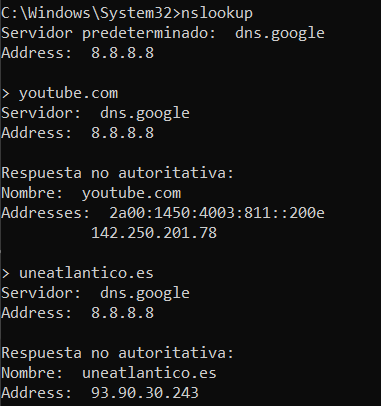 C:\Windows\System32>nslookup
Servidor predeterminado:  dns.google
Address:  8.8.8.8

> youtube.com
Servidor:  dns.google
Address:  8.8.8.8

Respuesta no autoritativa:
Nombre:  youtube.com
Addresses:  2a00:1450:4003:811::200e
          142.250.201.78

> uneatlantico.es
Servidor:  dns.google
Address:  8.8.8.8

Respuesta no autoritativa:
Nombre:  uneatlantico.es
Address:  93.90.30.243